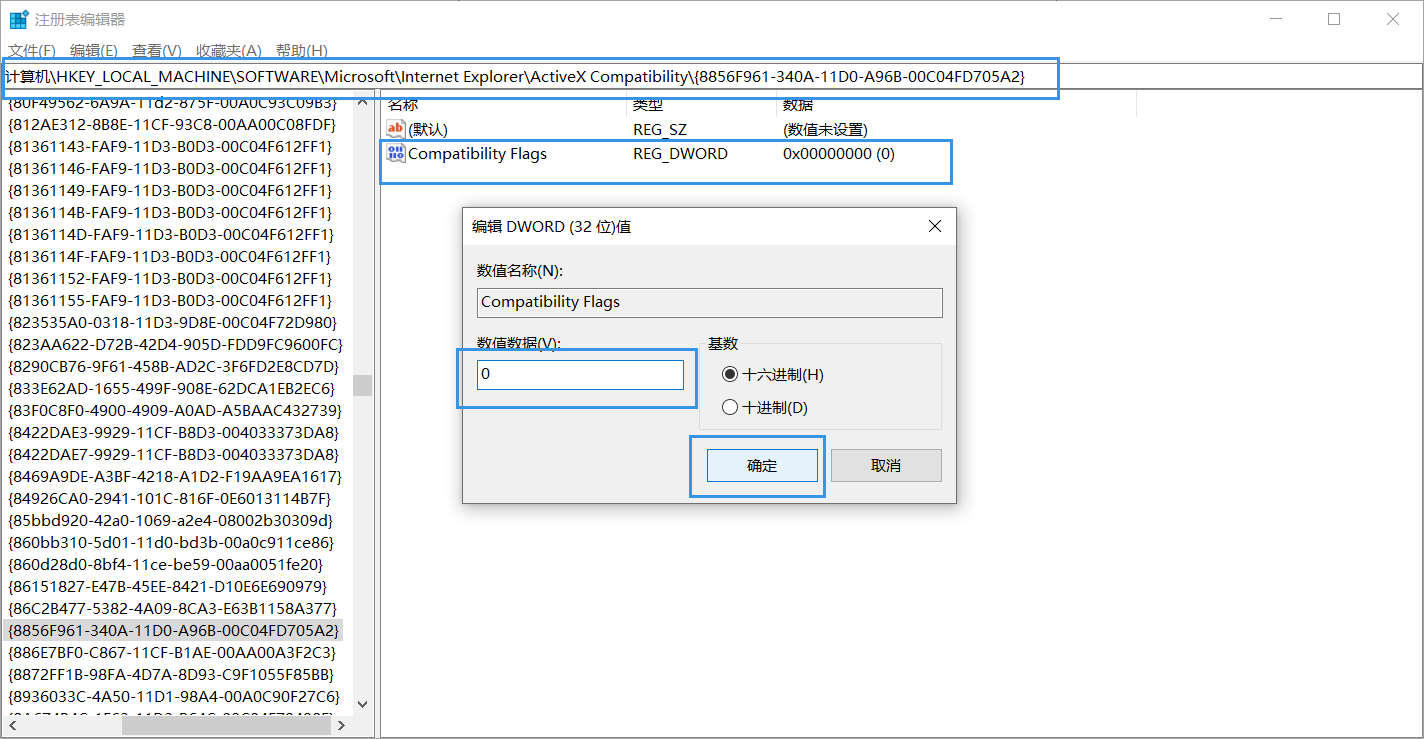 注册表编辑器
文件(F) 编辑(E) 查看(V) 收藏夹(A) 帮助(H)
计算机\HKEY_LOCAL_MACHINE\SOFTWARE\Microsoft\Internet Explorer\ActiveX Compatibility\{8856F961-340A-11D0-A96B-00C04FD705A2}
{80F49562-6A9A-11d2-875F-00A0C93C09B3}
{812AE312-8B8E-11CF-93C8-00AA00C08FDF}
{81361143-FAF9-11D3-B0D3-00C04F612FF1}
{81361146-FAF9-11D3-B0D3-00C04F612FF1}
{81361149-FAF9-11D3-B0D3-00C04F612FF1}
{8136114B-FAF9-11D3-B0D3-00C04F612FF1}
{8136114D-FAF9-11D3-B0D3-00C04F612FF1}
{8136114F-FAF9-11D3-B0D3-00C04F612FF1}
{81361152-FAF9-11D3-B0D3-00C04F612FF1}
{81361155-FAF9-11D3-B0D3-00C04F612FF1}
{823535A0-0318-11D3-9D8E-00C04F72D980}
{823AA622-D72B-42D4-905D-FDD9FC9600FC}
{8290CB76-9F61-458B-AD2C-3F6FD2E8CD7D}
{833E62AD-1655-499F-908E-62DCA1EB2EC6}
{83F0C8F0-4900-4909-A0AD-A5BAAC432739}
{8422DAE3-9929-11CF-B8D3-004033373DA8}
{8422DAE7-9929-11CF-B8D3-004033373DA8}
{8469A9DE-A3BF-4218-A1D2-F19AA9EA1617}
{84926CA0-2941-101C-816F-0E6013114B7F}
{85bbd920-42a0-1069-a2e4-08002b30309d}
{860bb310-5d01-11d0-bd3b-00a0c911ce86}
{860d28d0-8bf4-11ce-be59-00aa0051fe20}
{86151827-E47B-45EE-8421-D10E6E690979}
{86C2B477-5382-4A09-8CA3-E63B1158A377}
{8856F961-340A-11D0-A96B-00C04FD705A2}
{886E7BF0-C867-11CF-B1AE-00AA00A3F2C3}
{8872FF1B-98FA-4D7A-8D93-C9F1055F85BB}
{8936033C-4A50-11D1-98A4-00A0C90F27C6}
名称 类型 数据
(默认) REG_SZ (数值未设置)
Compatibility Flags REG_DWORD 0x00000000 (0)
编辑 DWORD (32 位)值
数值名称(N):
Compatibility Flags
数值数据(V):
0
基数
十六进制(H)
十进制(D)
确定
取消